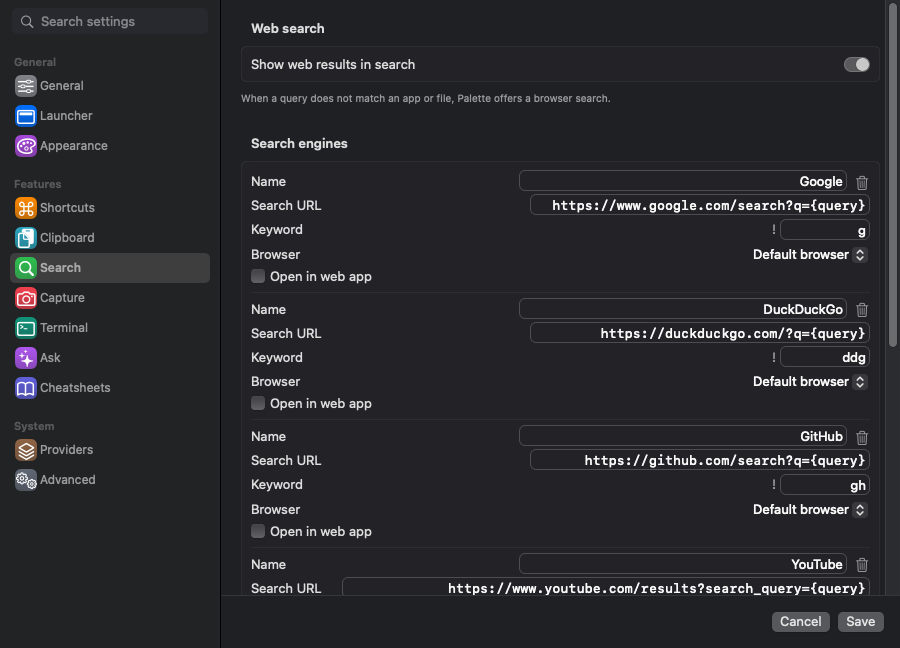 Search settings
General
General
Launcher
Appearance
Features
Shortcuts
Clipboard
Search
Capture
Terminal
Ask
Cheatsheets
System
Providers
Advanced
Web search
Show web results in search
When a query does not match an app or file, Palette offers a browser search.
Search engines
Name Google
Search URL https://www.google.com/search?q={query}
Keyword ! g
Browser Default browser
Open in web app
Name DuckDuckGo
Search URL https://duckduckgo.com/?q={query}
Keyword ! ddg
Browser Default browser
Open in web app
Name GitHub
Search URL https://github.com/search?q={query}
Keyword ! gh
Browser Default browser
Open in web app
Name YouTube
Search URL https://www.youtube.com/results?search_query={query}
Cancel Save